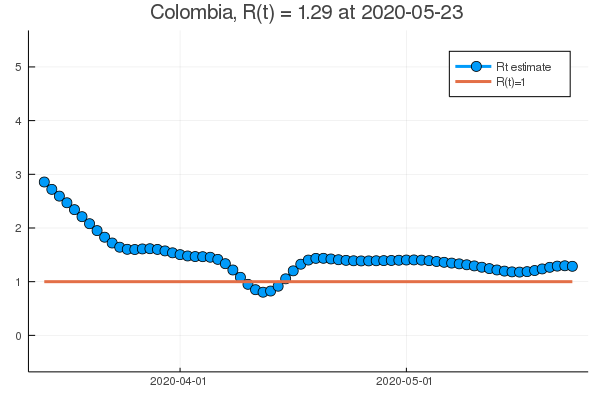 Colombia, R(t) = 1.29 at 2020-05-23
5
4
3
2
1
0
Rt estimate
R(t)=1
2020-04-01
2020-05-01